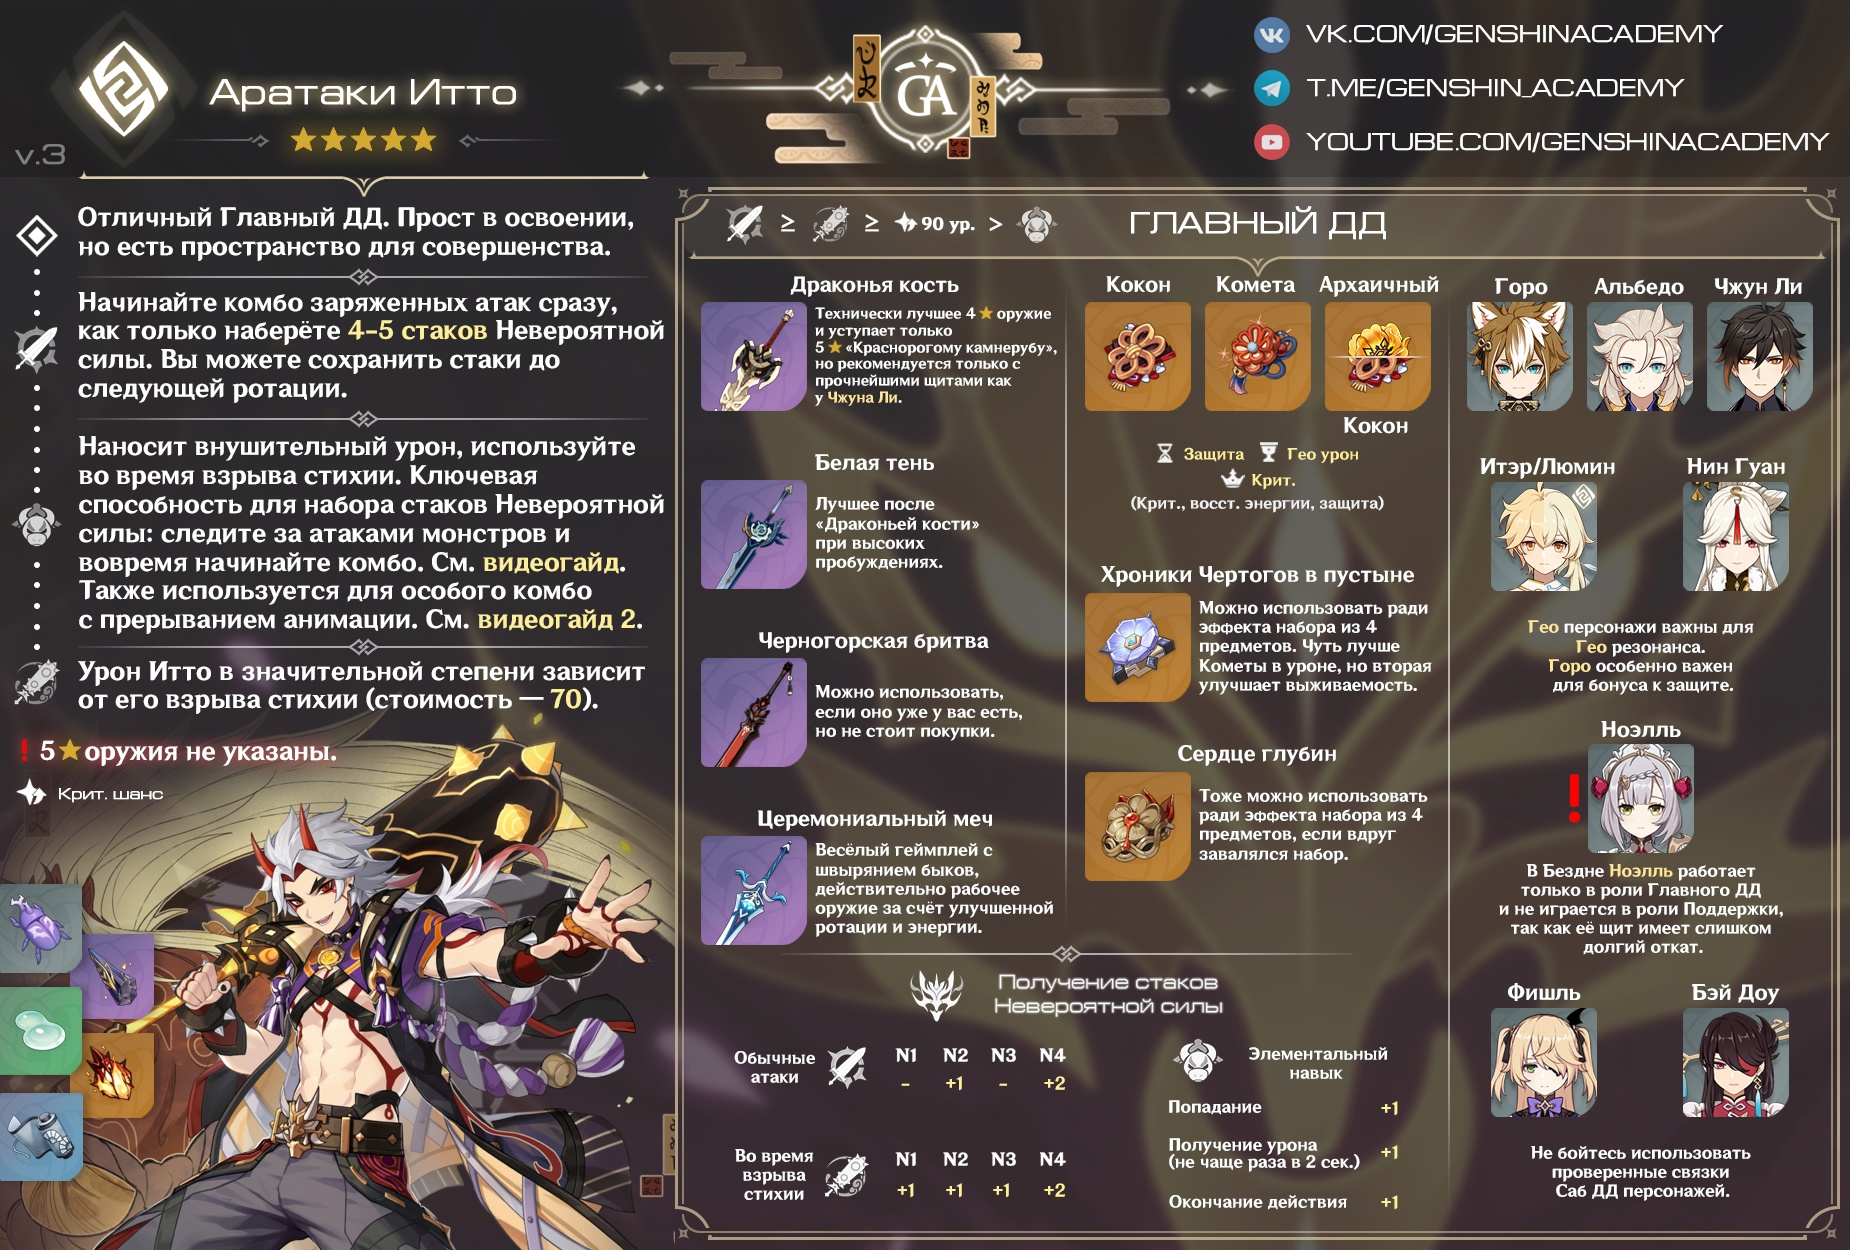 Аратаки Итто
v.3
GA
VK.COM/GENSHINACADEMY
T.ME/GENSHIN_ACADEMY
YOUTUBE.COM/GENSHINACADEMY
Отличный Главный ДД. Прост в освоении,
но есть пространство для совершенства.
Начинайте комбо заряженных атак сразу,
как только наберёте 4-5 стаков Невероятной
силы. Вы можете сохранить стаки до
следующей ротации.
Наносит внушительный урон, используйте
во время взрыва стихии. Ключевая
способность для набора стаков Невероятной
силы: следите за атаками монстров и
вовремя начинайте комбо. См. видеогайд.
Также используется для особого комбо
с прерыванием анимации. См. видеогайд 2.
Урон Итто в значительной степени зависит
от его взрыва стихии (стоимость — 70).
! 5★оружия не указаны.
Крит. шанс
≥ ≥ 90 ур. >
ГЛАВНЫЙ ДД
Драконья кость
Технически лучшее 4★оружие
и уступает только
5★«Краснорогому камнерубу»,
но рекомендуется только с
прочнейшими щитами как
у Чжуна Ли.
Белая тень
Лучшее после
«Драконьей кости»
при высоких
пробуждениях.
Черногорская бритва
Можно использовать,
если оно уже у вас есть,
но не стоит покупки.
Церемониальный меч
Весёлый геймплей с
швырянием быков,
действительно рабочее
оружие за счёт улучшенной
ротации и энергии.
Кокон
Комета
Архаичный
Кокон
Защита Гео урон
Крит.
(Крит., восст. энергии, защита)
Хроники Чертогов в пустыне
Можно использовать ради
эффекта набора из 4
предметов. Чуть лучше
Кометы в уроне, но вторая
улучшает выживаемость.
Сердце глубин
Тоже можно использовать
ради эффекта набора из 4
предметов, если вдруг
завалялся набор.
Горо
Альбедо
Чжун Ли
Итэр/Люмин
Нин Гуан
Гео персонажи важны для
Гео резонанса.
Горо особенно важен
для бонуса к защите.
Ноэлль
!
В Бездне Ноэлль работает
только в роли Главного ДД
и не играется в роли Поддержки,
так как её щит имеет слишком
долгий откат.
Фишль
Бэй Доу
Не бойтесь использовать
проверенные связки
Саб ДД персонажей.
Получение стаков
Невероятной силы
Обычные
атаки
N1 N2 N3 N4
- +1 - +2
Во время
взрыва
стихии
N1 N2 N3 N4
+1 +1 +1 +2
Элементальный
навык
Попадание +1
Получение урона
(не чаще раза в 2 сек.) +1
Окончание действия +1